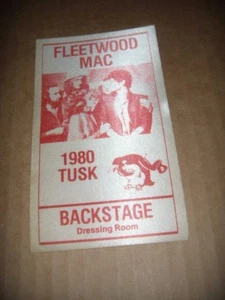 FLEETWOOD
MAC
1980
TUSK
BACKSTAGE
Dressing Room